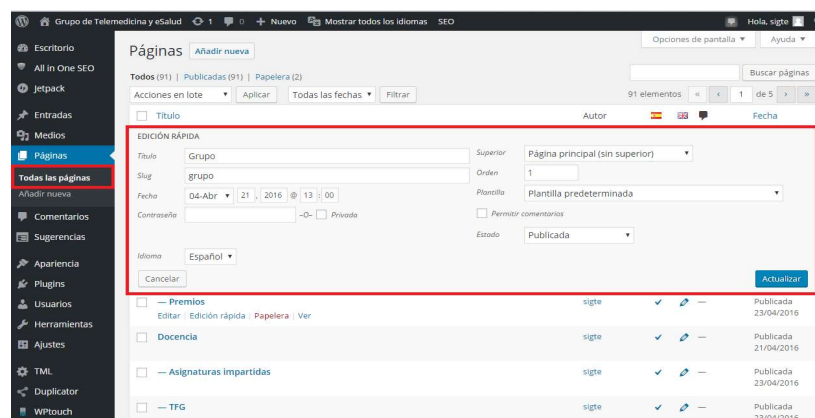 Grupo de Telemedicina y eSalud 1 0 + Nuevo Mostrar todos los idiomas SEO Hola, sigte
Escritorio
All in One SEO
Jetpack
Entradas
Medios
Páginas
Todas las páginas
Añadir nueva
Comentarios
Sugerencias
Apariencia
Plugins
Usuarios
Herramientas
Ajustes
TML
Duplicator
WPtouch
Opciones de pantalla ▼ Ayuda ▼
Páginas Añadir nueva
Todos (91) | Publicadas (91) | Papelera (2) Buscar páginas
Acciones en lote ▼ Aplicar Todas las fechas ▼ Filtrar 91 elementos « ‹ 1 de 5 › »
Título Autor Fecha
EDICIÓN RÁPIDA
Título Grupo
Slug grupo
Fecha 04-Abr ▼ 21 , 2016 @ 13 : 00
Contraseña –O– Privada
Idioma Español ▼
Superior Página principal (sin superior) ▼
Orden 1
Plantilla Plantilla predeterminada ▼
Permitir comentarios
Estado Publicada ▼
Cancelar Actualizar
— Premios sigte — Publicada
Editar | Edición rápida | Papelera | Ver 23/04/2016
Docencia sigte — Publicada
21/04/2016
— Asignaturas impartidas sigte — Publicada
23/04/2016
— TFG sigte — Publicada
23/04/2016